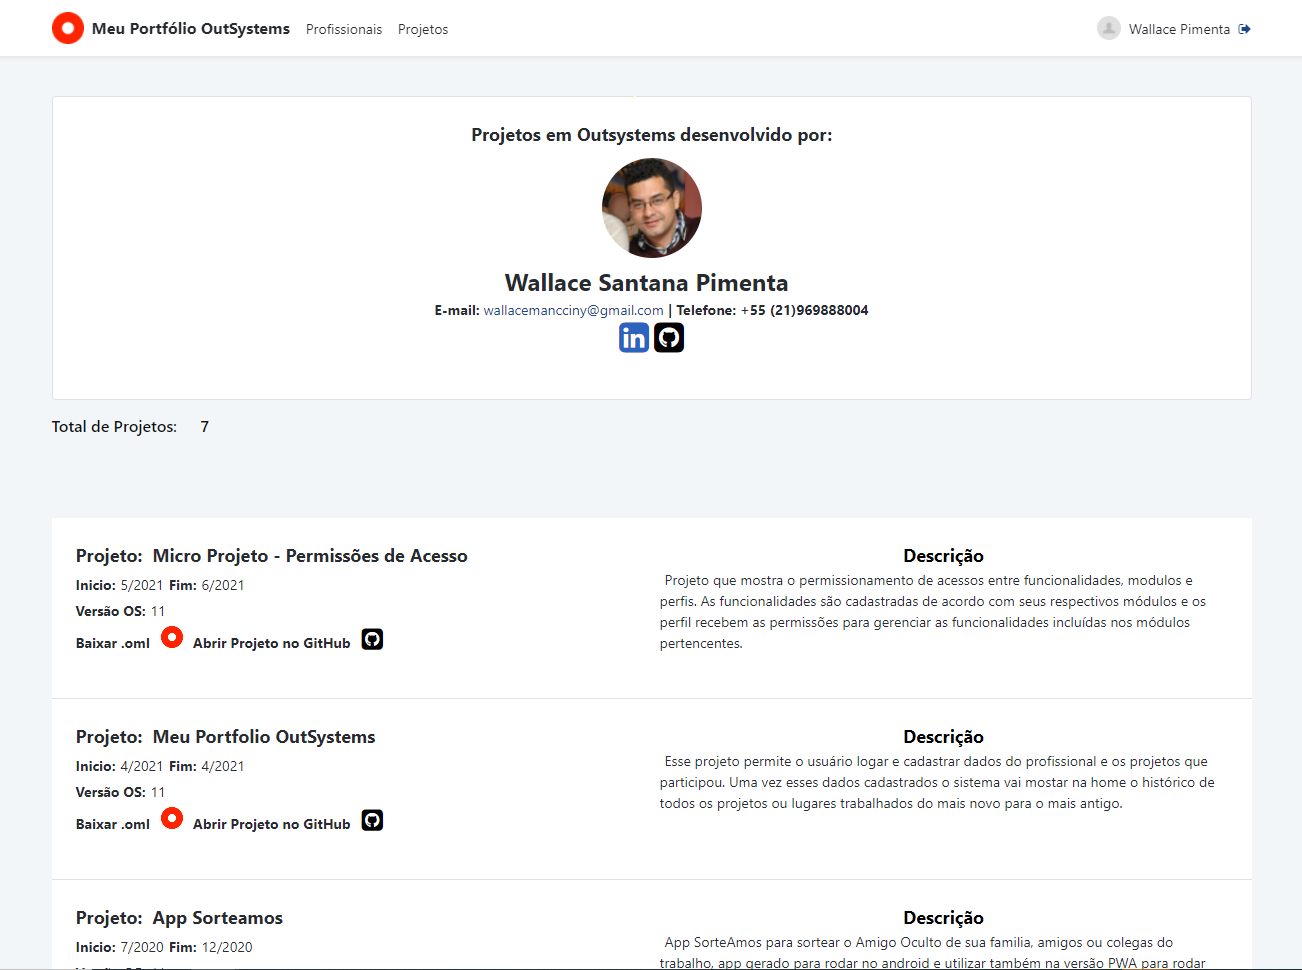 Meu Portfólio OutSystems Profissionais Projetos Wallace Pimenta
Projetos em Outsystems desenvolvido por:
Wallace Santana Pimenta
E-mail: wallacemancciny@gmail.com | Telefone: +55 (21)969888004
in
Total de Projetos: 7
Projeto: Micro Projeto - Permissões de Acesso
Inicio: 5/2021 Fim: 6/2021
Versão OS: 11
Baixar .oml Abrir Projeto no GitHub
Descrição
Projeto que mostra o permissionamento de acessos entre funcionalidades, modulos e
perfis. As funcionalidades são cadastradas de acordo com seus respectivos módulos e os
perfil recebem as permissões para gerenciar as funcionalidades incluídas nos módulos
pertencentes.
Projeto: Meu Portfolio OutSystems
Inicio: 4/2021 Fim: 4/2021
Versão OS: 11
Baixar .oml Abrir Projeto no GitHub
Descrição
Esse projeto permite o usuário logar e cadastrar dados do profissional e os projetos que
participou. Uma vez esses dados cadastrados o sistema vai mostar na home o histórico de
todos os projetos ou lugares trabalhados do mais novo para o mais antigo.
Projeto: App Sorteamos
Inicio: 7/2020 Fim: 12/2020
Descrição
App SorteAmos para sortear o Amigo Oculto de sua familia, amigos ou colegas do
trabalho, app gerado para rodar no android e utilizar também na versão PWA para rodar